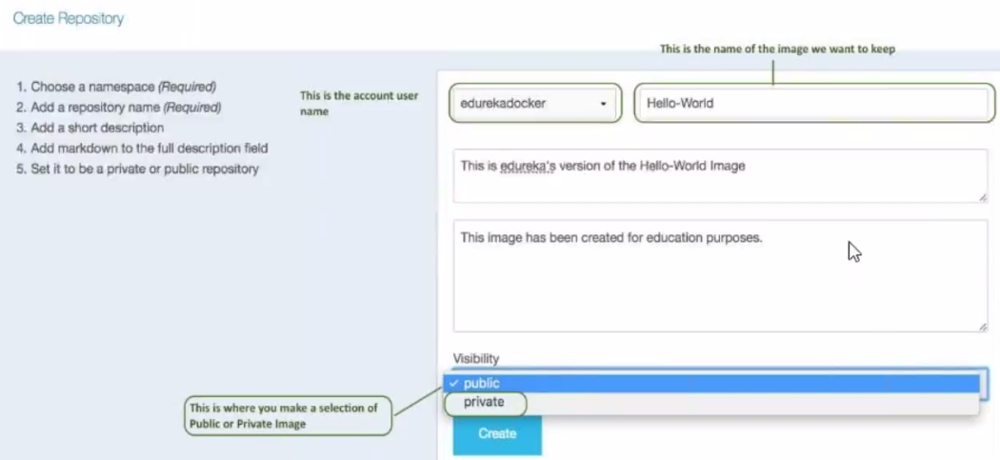 Create Repository
This is the name of the image we want to keep
1. Choose a namespace (Required)
2. Add a repository name (Required)
3. Add a short description
4. Add markdown to the full description field
5. Set it to be a private or public repository
This is the account user
name
edurekadocker
Hello-World
This is edureka's version of the Hello-World Image
This image has been created for education purposes.
Visibility
✓ public
private
This is where you make a selection of
Public or Private Image
Create